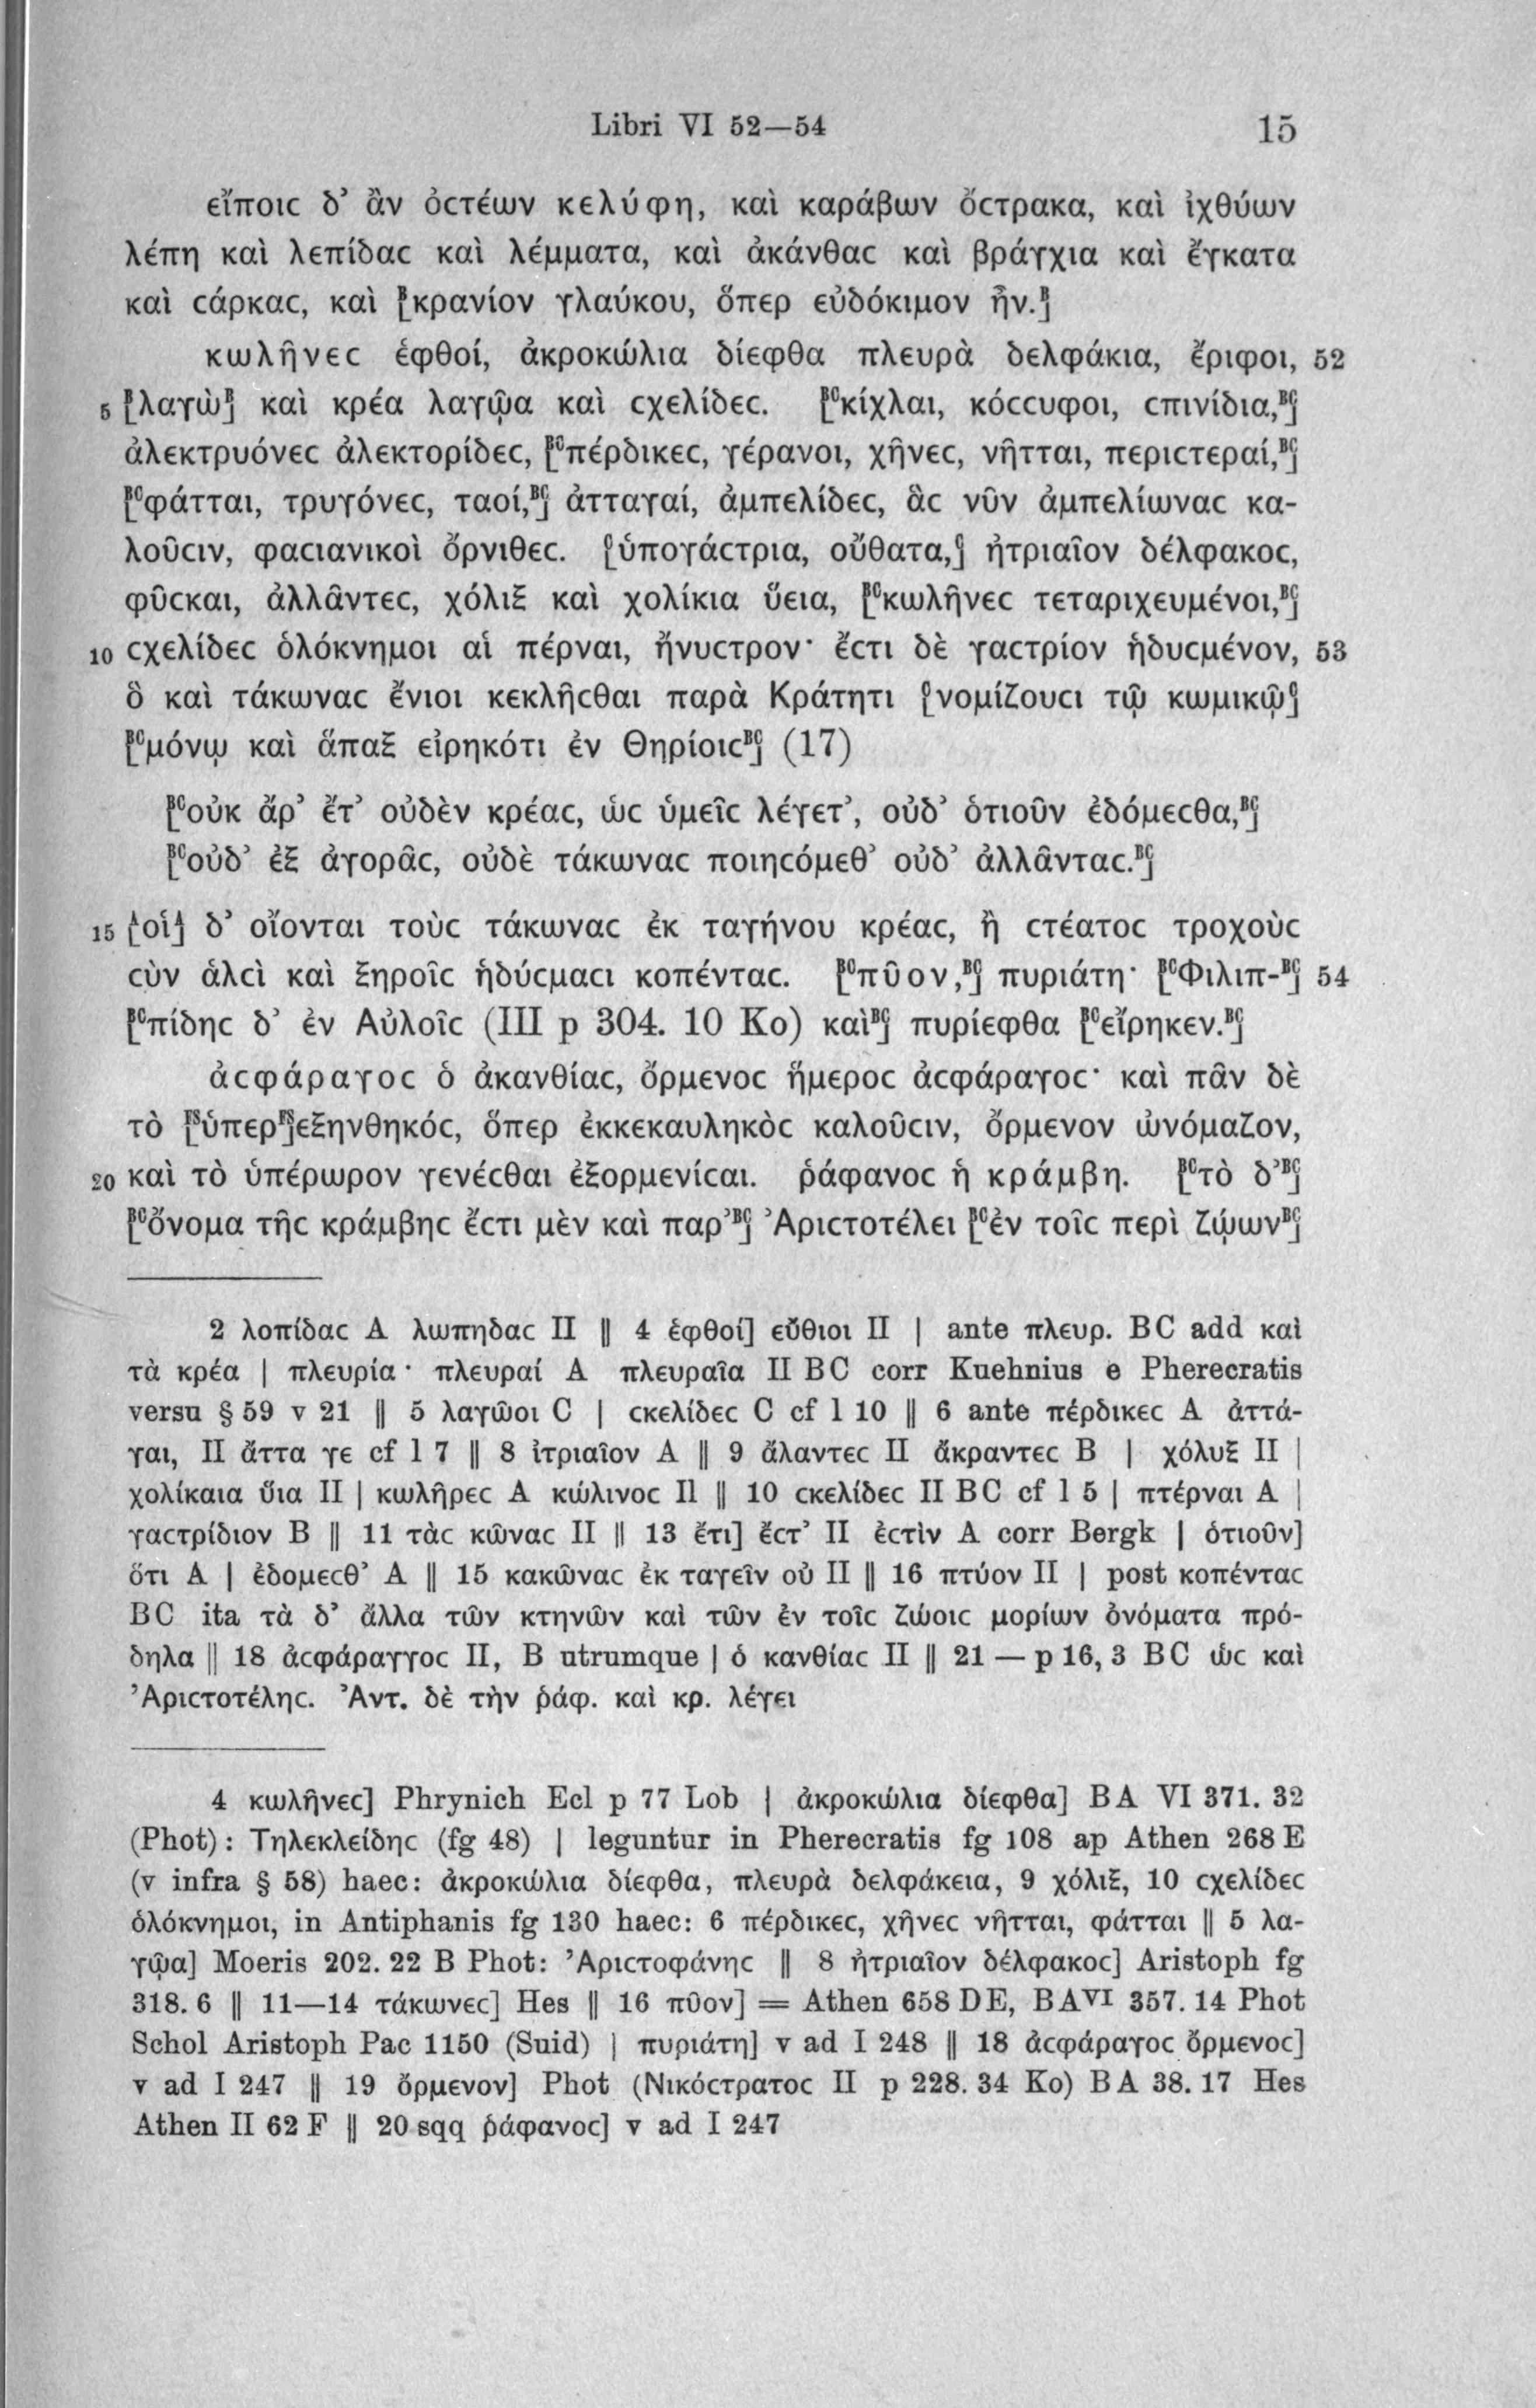 Libri VI 52—54 15
εἴποιϲ δ' ἂν ὀϲτέων κελύφη, καὶ καράβων ὄϲτρακα, καὶ ἰχθύων
λέπη καὶ λεπίδαϲ καὶ λέμματα, καὶ ἀκάνθαϲ καὶ βράγχια καὶ ἔγκατα
καὶ ϲάρκαϲ, καὶ [ᴮκρανίον γλαύκου, ὅπερ εὐδόκιμον ἦν.ᴮ]
κωλῆνεϲ ἑφθοί, ἀκροκώλια δίεφθα πλευρὰ δελφάκια, ἔριφοι, 52
5 [ᴮλαγὼᴮ] καὶ κρέα λαγῷα καὶ ϲχελίδεϲ. [ᴮᶜκίχλαι, κόϲϲυφοι, ϲπινίδια,ᴮᶜ]
ἀλεκτρυόνεϲ ἀλεκτορίδεϲ, [ᴮᶜπέρδικεϲ, γέρανοι, χῆνεϲ, νῆτται, περιϲτεραί,ᴮᶜ]
[ᴮᶜφάτται, τρυγόνεϲ, ταοί,ᴮᶜ] ἀτταγαί, ἀμπελίδεϲ, ἃϲ νῦν ἀμπελίωναϲ κα-
λοῦϲιν, φαϲιανικοὶ ὄρνιθεϲ. [ᶜὑπογάϲτρια, οὔθατα,ᶜ] ἠτριαῖον δέλφακοϲ,
φῦϲκαι, ἀλλᾶντεϲ, χόλιξ καὶ χολίκια ὕεια, [ᴮᶜκωλῆνεϲ τεταριχευμένοι,ᴮᶜ]
10 ϲχελίδεϲ ὁλόκνημοι αἱ πέρναι, ἤνυϲτρον· ἔϲτι δὲ γαϲτρίον ἡδυϲμένον, 53
ὃ καὶ τάκωναϲ ἔνιοι κεκλῆϲθαι παρὰ Κράτητι [ᶜνομίζουϲι τῷ κωμικῷᶜ]
[ᴮᶜμόνῳ καὶ ἅπαξ εἰρηκότι ἐν Θηρίοιϲᴮᶜ] (17)
[ᴮᶜοὐκ ἄρ' ἔτ' οὐδὲν κρέαϲ, ὡϲ ὑμεῖϲ λέγετ', οὐδ' ὁτιοῦν ἐδόμεϲθα,ᴮᶜ]
[ᴮᶜοὐδ' ἐξ ἀγορᾶϲ, οὐδὲ τάκωναϲ ποιηϲόμεθ' οὐδ' ἀλλᾶνταϲ.ᴮᶜ]
15 [ᴬοἱᴬ] δ' οἴονται τοὺϲ τάκωναϲ ἐκ ταγήνου κρέαϲ, ἢ ϲτέατοϲ τροχοὺϲ
ϲὺν ἁλϲὶ καὶ ξηροῖϲ ἡδύϲμαϲι κοπένταϲ. [ᴮᶜπῦον,ᴮᶜ] πυριάτη· [ᴮᶜΦιλιπ-ᴮᶜ] 54
[ᴮᶜπίδηϲ δ' ἐν Αὐλοῖϲ (III p 304. 10 Ko) καὶᴮᶜ] πυρίεφθα [ᴮᶜεἴρηκεν.ᴮᶜ]
ἀϲφάραγοϲ ὁ ἀκανθίαϲ, ὄρμενοϲ ἥμεροϲ ἀϲφάραγοϲ· καὶ πᾶν δὲ
τὸ [ᶠˢὑπερᶠˢ]εξηνθηκόϲ, ὅπερ ἐκκεκαυληκὸϲ καλοῦϲιν, ὄρμενον ὠνόμαζον,
20 καὶ τὸ ὑπέρωρον γενέϲθαι ἐξορμενίϲαι. ῥάφανοϲ ἡ κράμβη. [ᴮᶜτὸ δ'ᴮᶜ]
[ᴮᶜὄνομα τῆϲ κράμβηϲ ἔϲτι μὲν καὶ παρ'ᴮᶜ] Ἀριϲτοτέλει [ᴮᶜἐν τοῖϲ περὶ ζῴωνᴮᶜ]
2 λοπίδαϲ A λωπηδαϲ II || 4 ἑφθοί] εὔθιοι II | ante πλευρ. BC add καὶ
τὰ κρέα | πλευρία · πλευραί A πλευραῖα II BC corr Kuehnius e Pherecratis
versu § 59 v 21 || 5 λαγῶοι C | ϲκελίδεϲ C cf l 10 || 6 ante πέρδικεϲ A ἀττά-
γαι, II ἄττα γε cf l 7 || 8 ἰτριαῖον A || 9 ἄλαντεϲ II ἄκραντεϲ B | χόλυξ II |
χολίκαια ὕια II | κωλῆρεϲ A κώλινοϲ II || 10 ϲκελίδεϲ II BC cf l 5 | πτέρναι A |
γαϲτρίδιον B || 11 τὰϲ κῶναϲ II || 13 ἔτι] ἔϲτ' II ἐϲτὶν A corr Bergk | ὁτιοῦν]
ὅτι A | ἐδομεϲθ' A || 15 κακῶναϲ ἐκ ταγεῖν οὐ II || 16 πτύον II | post κοπένταϲ
BC ita τὰ δ' ἄλλα τῶν κτηνῶν καὶ τῶν ἐν τοῖϲ ζώοιϲ μορίων ὀνόματα πρό-
δηλα || 18 ἀϲφάραγγοϲ II, B utrumque | ὁ κανθίαϲ II || 21 — p 16, 3 BC ὡϲ καὶ
Ἀριϲτοτέληϲ. Ἀντ. δὲ τὴν ῥάφ. καὶ κρ. λέγει
4 κωλῆνεϲ] Phrynich Ecl p 77 Lob | ἀκροκώλια δίεφθα] BA VI 371. 32
(Phot): Τηλεκλείδηϲ (fg 48) | leguntur in Pherecratis fg 108 ap Athen 268 E
(v infra § 58) haec: ἀκροκώλια δίεφθα, πλευρὰ δελφάκεια, 9 χόλιξ, 10 ϲχελίδεϲ
ὁλόκνημοι, in Antiphanis fg 130 haec: 6 πέρδικεϲ, χῆνεϲ νῆτται, φάτται || 5 λα-
γῷα] Moeris 202. 22 B Phot: Ἀριϲτοφάνηϲ || 8 ἠτριαῖον δέλφακοϲ] Aristoph fg
318. 6 || 11—14 τάκωνεϲ] Hes || 16 πῦον] = Athen 658 DE, BAVI 357. 14 Phot
Schol Aristoph Pac 1150 (Suid) | πυριάτη] v ad I 248 || 18 ἀϲφάραγοϲ ὄρμενοϲ]
v ad I 247 || 19 ὄρμενον] Phot (Νικόϲτρατοϲ II p 228. 34 Ko) BA 38. 17 Hes
Athen II 62 F || 20 sqq ῥάφανοϲ] v ad I 247